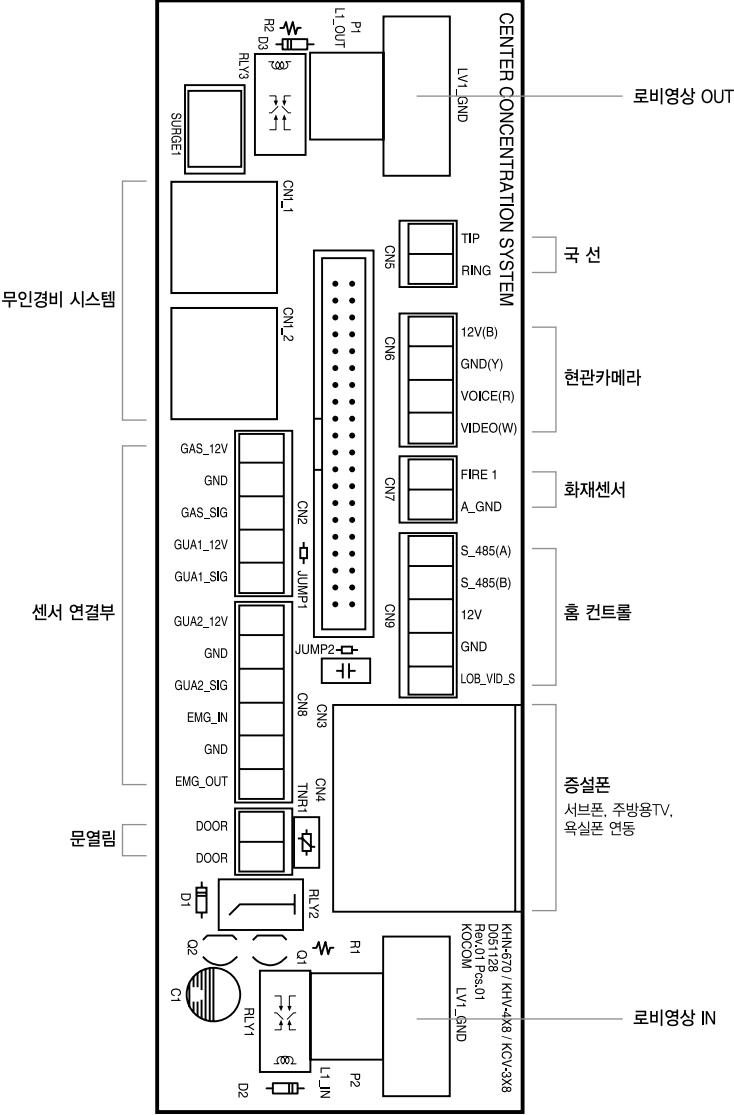 L1_OUT
P1
R2
D3
RLY3
LV1_GND
CENTER CONCENTRATION SYSTEM
로비영상 OUT
SURGE1
CN1_1
CN1_2
무인경비 시스템
CN5
TIP
RING
국 선
CN6
12V(B)
GND(Y)
VOICE(R)
VIDEO(W)
현관카메라
CN7
FIRE 1
A_GND
화재센서
GAS_12V
GND
GAS_SIG
GUA1_12V
GUA1_SIG
CN2
JUMP1
GUA2_12V
GND
GUA2_SIG
EMG_IN
GND
EMG_OUT
CN8
센서 연결부
S_485(A)
S_485(B)
12V
GND
LOB_VID_S
CN9
홈 컨트롤
JUMP2
CN3
CN4
TNR1
증설폰
서브폰, 주방용TV,
욕실폰 연동
DOOR
DOOR
문열림
D1
RLY2
Q2
Q1
R1
C1
RLY1
D2
L1_IN
P2
LV1_GND
KHN-670 / KHV-4X8 / KCV-3X8
D051128
Rev.01 Pcs.01
KOCOM
로비영상 IN